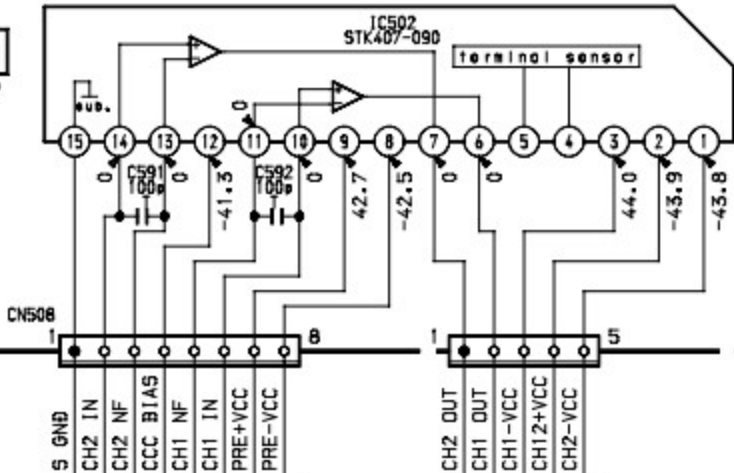 IC502
STK407-090
terminal sensor
sub.
0
15 14 13 12 11 10 9 8 7 6 5 4 3 2 1
0
C591
100p
0
-41.3
C592
100p
0
42.7
-42.5
0
0
44.0
-43.9
-43.8
CN508
1
8
1
5
S GND
CH2 IN
CH2 NF
CCC BIAS
CH1 NF
CH1 IN
PRE+VCC
PRE-VCC
CH2 OUT
CH1 OUT
CH1-VCC
CH12+VCC
CH2-VCC